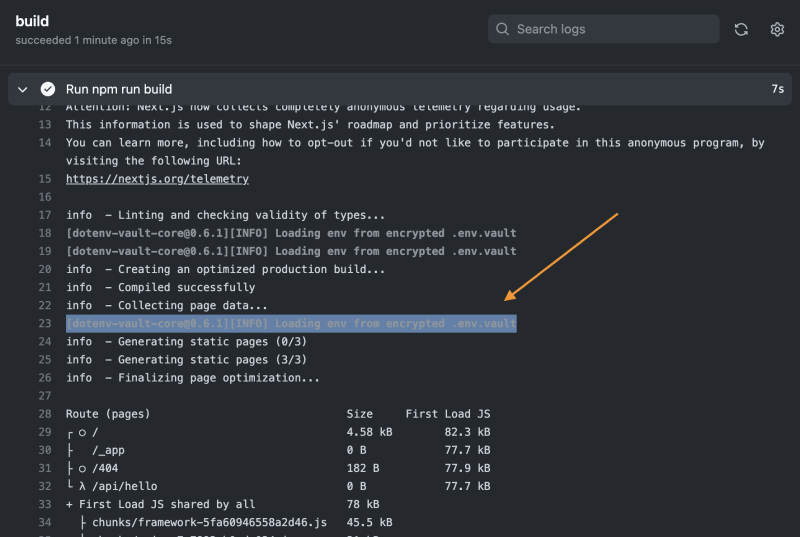 build
succeeded 1 minute ago in 15s
Search logs
Run npm run build 7s
12 Attention: Next.js now collects completely anonymous telemetry regarding usage.
13 This information is used to shape Next.js' roadmap and prioritize features.
14 You can learn more, including how to opt-out if you'd not like to participate in this anonymous program, by
visiting the following URL:
15 https://nextjs.org/telemetry
16
17 info  - Linting and checking validity of types...
18 [dotenv-vault-core@0.6.1][INFO] Loading env from encrypted .env.vault
19 [dotenv-vault-core@0.6.1][INFO] Loading env from encrypted .env.vault
20 info  - Creating an optimized production build...
21 info  - Compiled successfully
22 info  - Collecting page data...
23 [dotenv-vault-core@0.6.1][INFO] Loading env from encrypted .env.vault
24 info  - Generating static pages (0/3)
25 info  - Generating static pages (3/3)
26 info  - Finalizing page optimization...
27
28 Route (pages) Size First Load JS
29 ┌ ○ / 4.58 kB 82.3 kB
30 ├   /_app 0 B 77.7 kB
31 ├ ○ /404 182 B 77.9 kB
32 └ λ /api/hello 0 B 77.7 kB
33 + First Load JS shared by all 78 kB
34 ├ chunks/framework-5fa60946558a2d46.js 45.5 kB